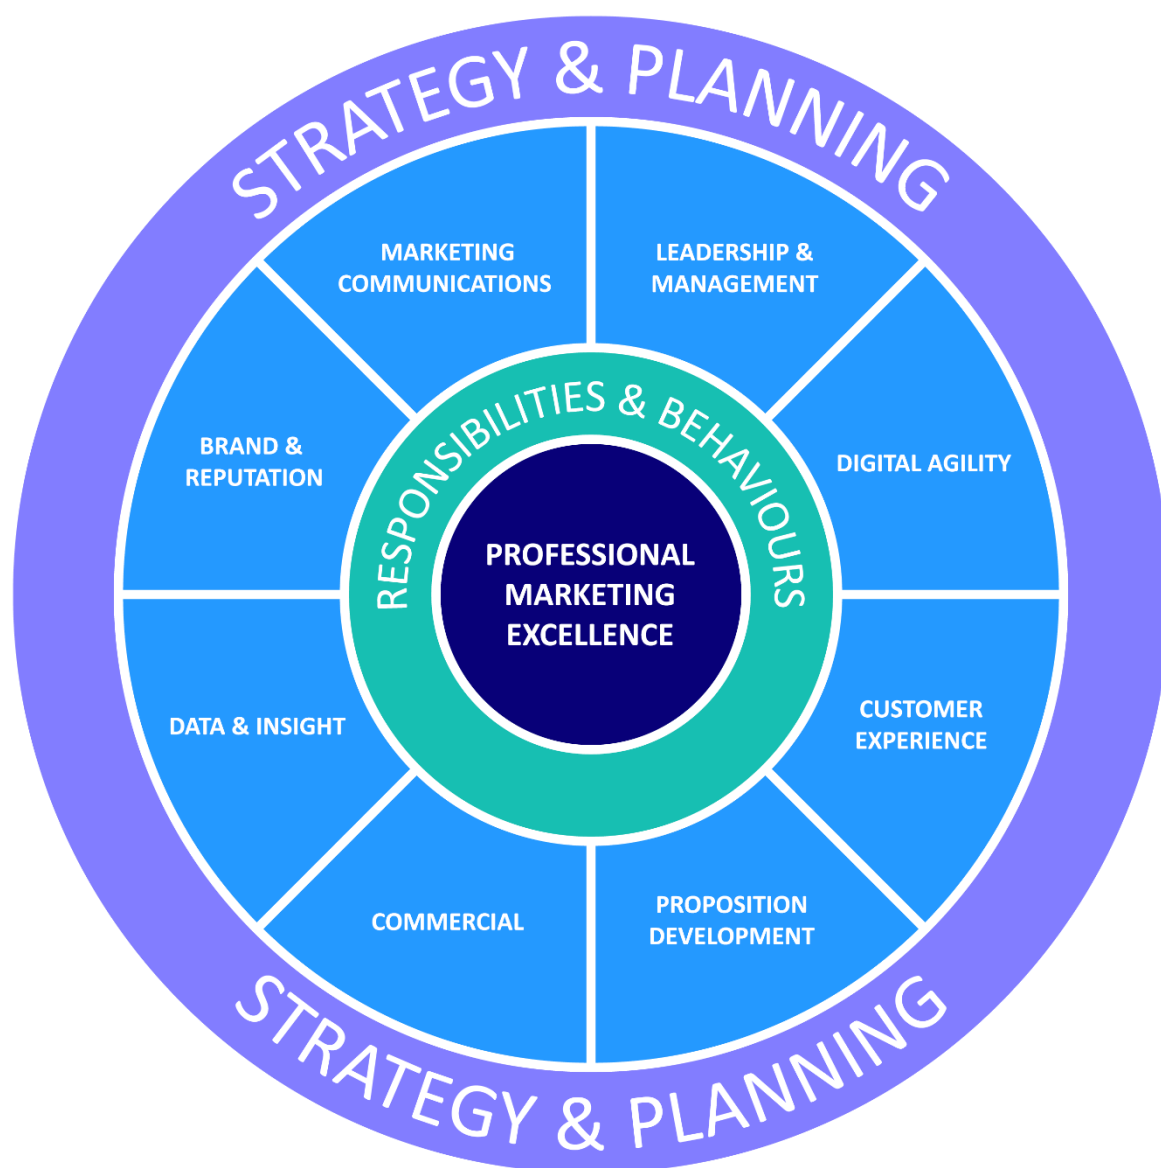 STRATEGY & PLANNING
MARKETING
COMMUNICATIONS
LEADERSHIP &
MANAGEMENT
BRAND &
REPUTATION
DIGITAL AGILITY
RESPONSIBILITIES & BEHAVIOURS
PROFESSIONAL
MARKETING
EXCELLENCE
DATA & INSIGHT
CUSTOMER
EXPERIENCE
COMMERCIAL
PROPOSITION
DEVELOPMENT
STRATEGY & PLANNING